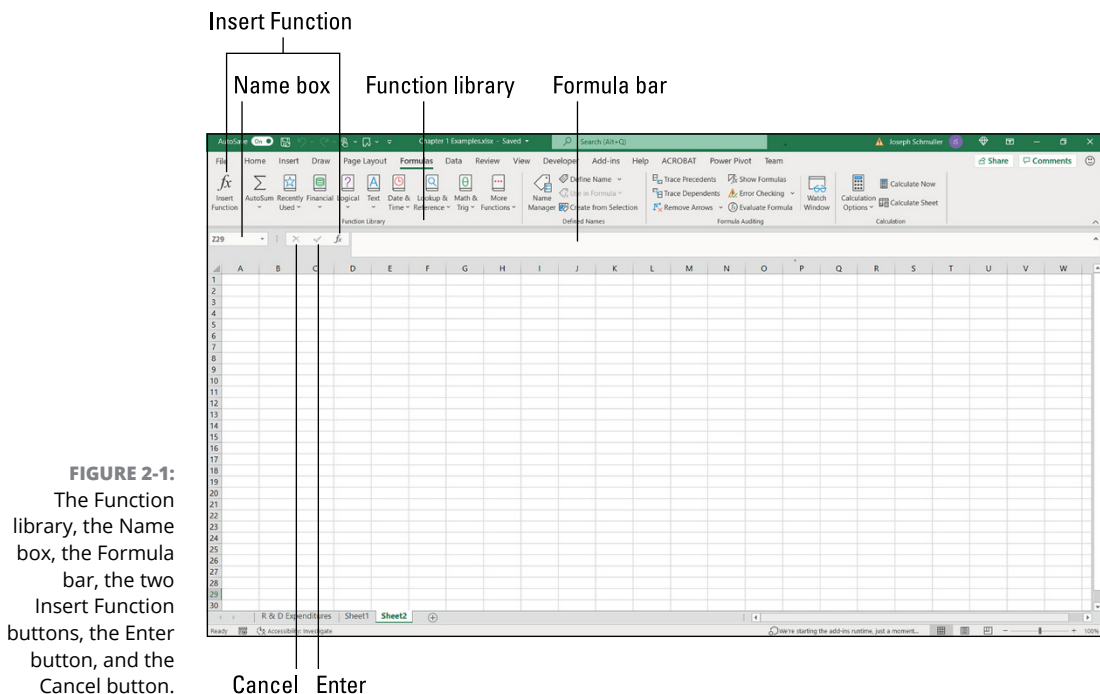 Insert Function
Name box Function library Formula bar
AutoSave On Chapter 1 Examples.xlsx - Saved Search (Alt+Q) Joseph Schmuller JS
File Home Insert Draw Page Layout Formulas Data Review View Developer Add-ins Help ACROBAT Power Pivot Team Share Comments
fx Define Name Trace Precedents Show Formulas Calculate Now
Insert AutoSum Recently Financial Logical Text Date & Lookup & Math & More Name Use in Formula Trace Dependents Error Checking Watch Calculation Calculate Sheet
Function Used Time Reference Trig Functions Manager Create from Selection Remove Arrows Evaluate Formula Window Options
Function Library Defined Names Formula Auditing Calculation
Z29 fx
A B C D E F G H I J K L M N O P Q R S T U V W
1
2
3
4
5
6
7
8
9
10
11
12
13
14
15
16
17
18
19
20
21
22
23
24
25
26
27
28
29
30
R & D Expenditures Sheet1 Sheet2
Ready Accessibility: Investigate We're starting the add-ins runtime, just a moment... 100%
Cancel Enter
FIGURE 2-1:
The Function
library, the Name
box, the Formula
bar, the two
Insert Function
buttons, the Enter
button, and the
Cancel button.